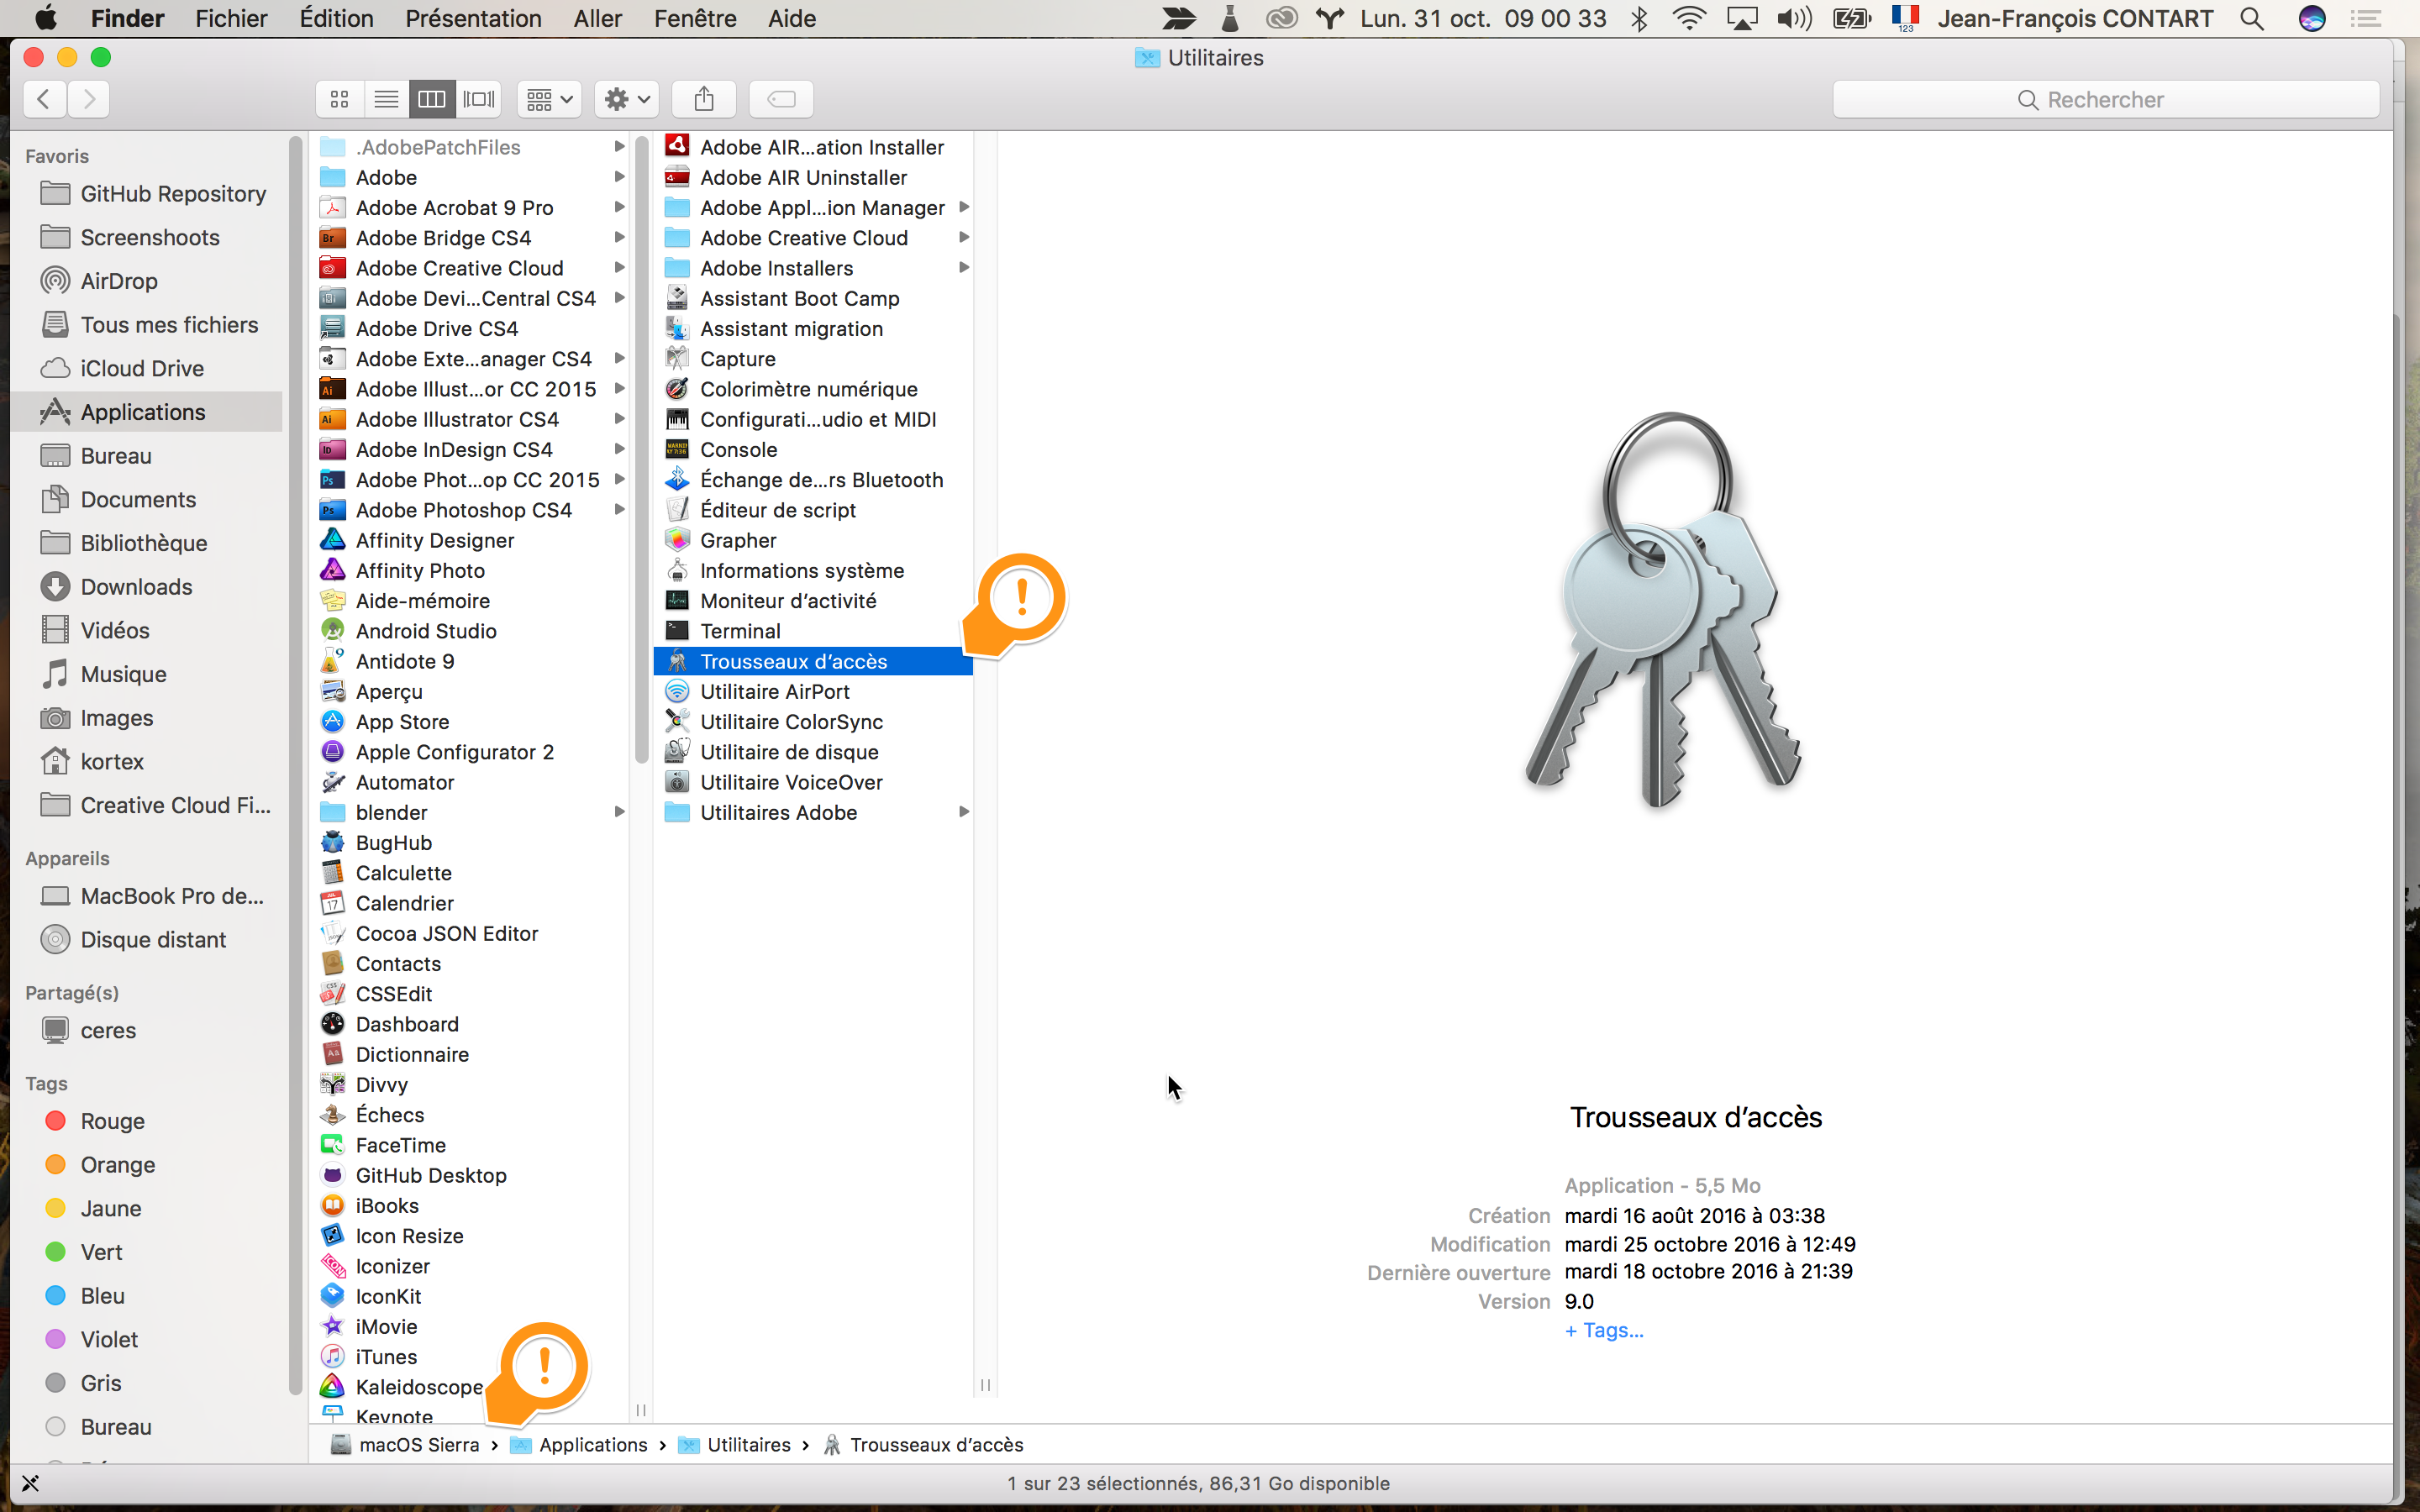 Finder Fichier Édition Présentation Aller Fenêtre Aide
Lun. 31 oct. 09 00 33
123
Jean-François CONTART
Utilitaires
Rechercher
Favoris
GitHub Repository
Screenshoots
AirDrop
Tous mes fichiers
iCloud Drive
Applications
Bureau
Documents
Bibliothèque
Downloads
Vidéos
Musique
Images
kortex
Creative Cloud Fi...
Appareils
MacBook Pro de...
Disque distant
Partagé(s)
ceres
Tags
Rouge
Orange
Jaune
Vert
Bleu
Violet
Gris
Bureau
.AdobePatchFiles
Adobe
Adobe Acrobat 9 Pro
Adobe Bridge CS4
Adobe Creative Cloud
Adobe Devi...Central CS4
Adobe Drive CS4
Adobe Exte...anager CS4
Adobe Illust...or CC 2015
Adobe Illustrator CS4
Adobe InDesign CS4
Adobe Phot...op CC 2015
Adobe Photoshop CS4
Affinity Designer
Affinity Photo
Aide-mémoire
Android Studio
Antidote 9
Aperçu
App Store
Apple Configurator 2
Automator
blender
BugHub
Calculette
Calendrier
Cocoa JSON Editor
Contacts
CSSEdit
Dashboard
Dictionnaire
Divvy
Échecs
FaceTime
GitHub Desktop
iBooks
Icon Resize
Iconizer
IconKit
iMovie
iTunes
Kaleidoscope
Keynote
Adobe AIR...ation Installer
Adobe AIR Uninstaller
Adobe Appl...ion Manager
Adobe Creative Cloud
Adobe Installers
Assistant Boot Camp
Assistant migration
Capture
Colorimètre numérique
Configurati...udio et MIDI
Console
Échange de...rs Bluetooth
Éditeur de script
Grapher
Informations système
Moniteur d’activité
Terminal
Trousseaux d’accès
Utilitaire AirPort
Utilitaire ColorSync
Utilitaire de disque
Utilitaire VoiceOver
Utilitaires Adobe
!
!
Trousseaux d’accès
Application - 5,5 Mo
Création mardi 16 août 2016 à 03:38
Modification mardi 25 octobre 2016 à 12:49
Dernière ouverture mardi 18 octobre 2016 à 21:39
Version 9.0
+ Tags...
macOS Sierra › Applications › Utilitaires › Trousseaux d’accès
1 sur 23 sélectionnés, 86,31 Go disponible